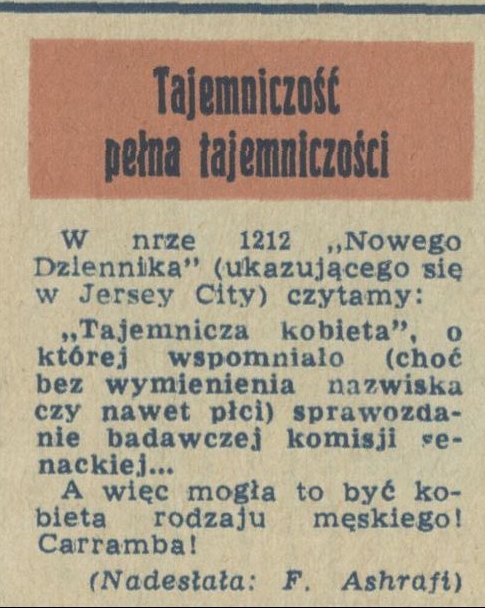 Tajemniczość
pełna tajemniczości
W nrze 1212 „Nowego
Dziennika” (ukazującego się
w Jersey City) czytamy:
„Tajemnicza kobieta”, o
której wspomniało (choć
bez wymienienia nazwiska
czy nawet płci) sprawozda-
nie badawczej komisji se-
nackiej...
A więc mogła to być ko-
bieta rodzaju męskiego!
Carramba!
(Nadesłała: F. Ashrafi)